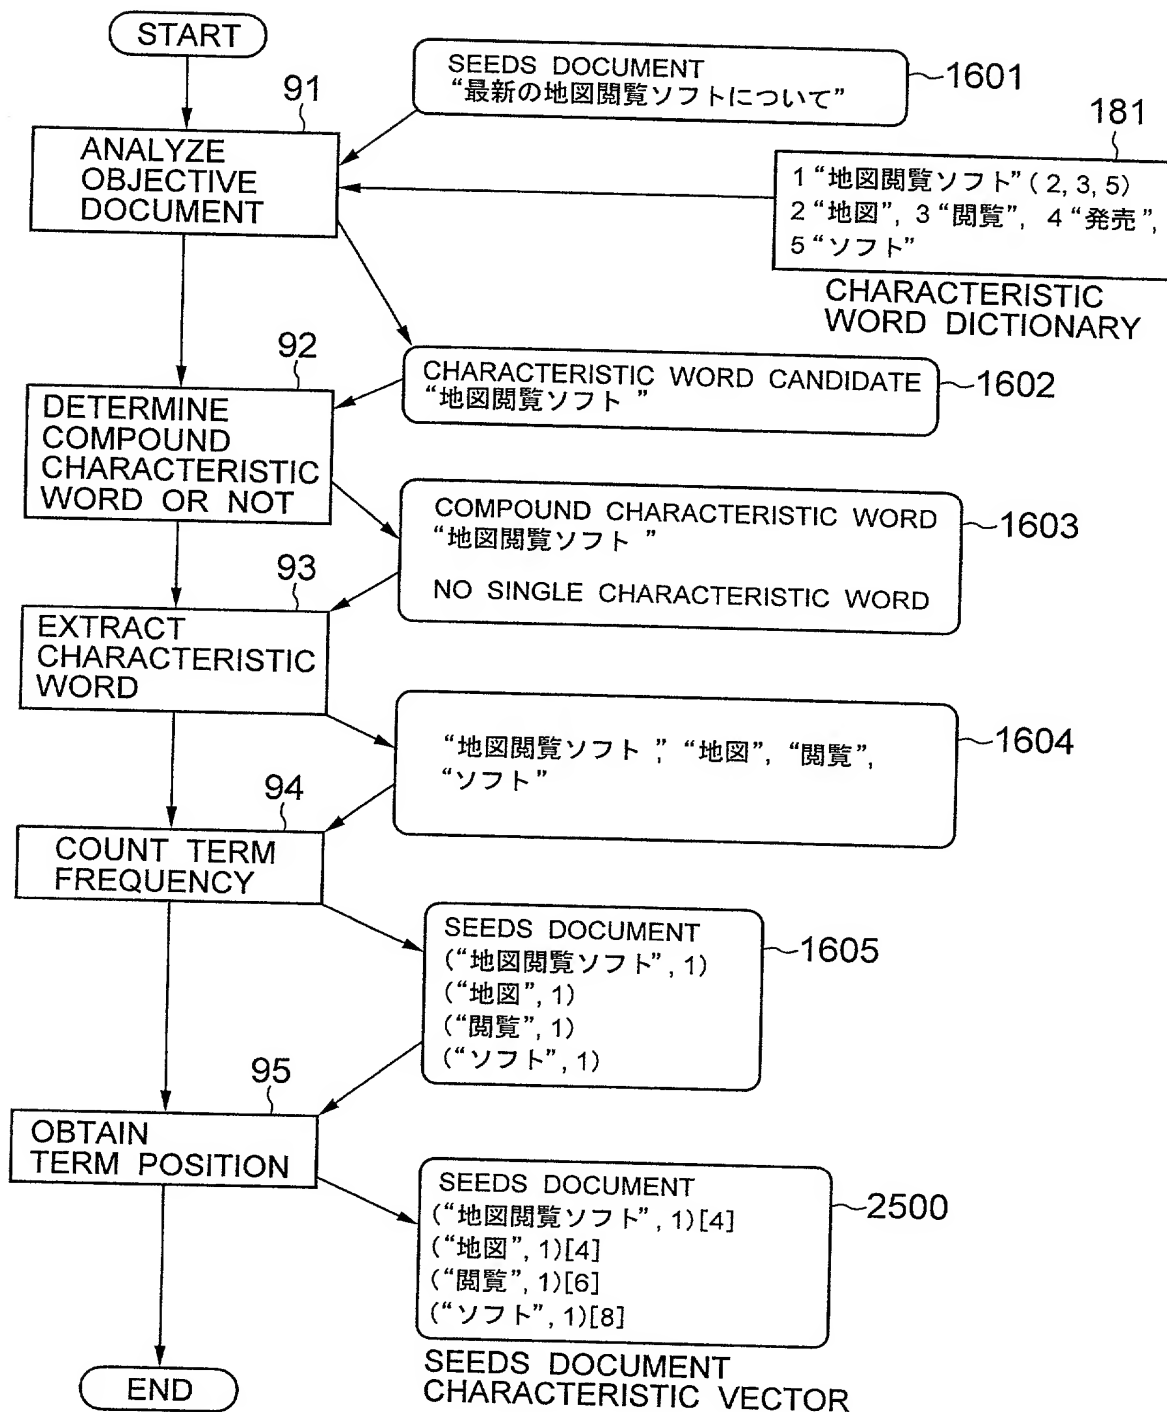 START
SEEDS DOCUMENT
“最新の地図閲覧ソフトについて”
1601
91
181
ANALYZE
OBJECTIVE
DOCUMENT
1 “地図閲覧ソフト” ( 2, 3, 5)
2 “地図”, 3 “閲覧”, 4 “発売”,
5 “ソフト”
CHARACTERISTIC
WORD DICTIONARY
92
CHARACTERISTIC WORD CANDIDATE
“地図閲覧ソフト ”
1602
DETERMINE
COMPOUND
CHARACTERISTIC
WORD OR NOT
COMPOUND CHARACTERISTIC WORD
“地図閲覧ソフト ”
NO SINGLE CHARACTERISTIC WORD
1603
93
EXTRACT
CHARACTERISTIC
WORD
“地図閲覧ソフト ”, “地図”, “閲覧”,
“ソフト”
1604
94
COUNT TERM
FREQUENCY
SEEDS DOCUMENT
(“地図閲覧ソフト”, 1)
(“地図”, 1)
(“閲覧”, 1)
(“ソフト”, 1)
1605
95
OBTAIN
TERM POSITION
SEEDS DOCUMENT
(“地図閲覧ソフト”, 1)[4]
(“地図”, 1)[4]
(“閲覧”, 1)[6]
(“ソフト”, 1)[8]
2500
SEEDS DOCUMENT
CHARACTERISTIC VECTOR
END